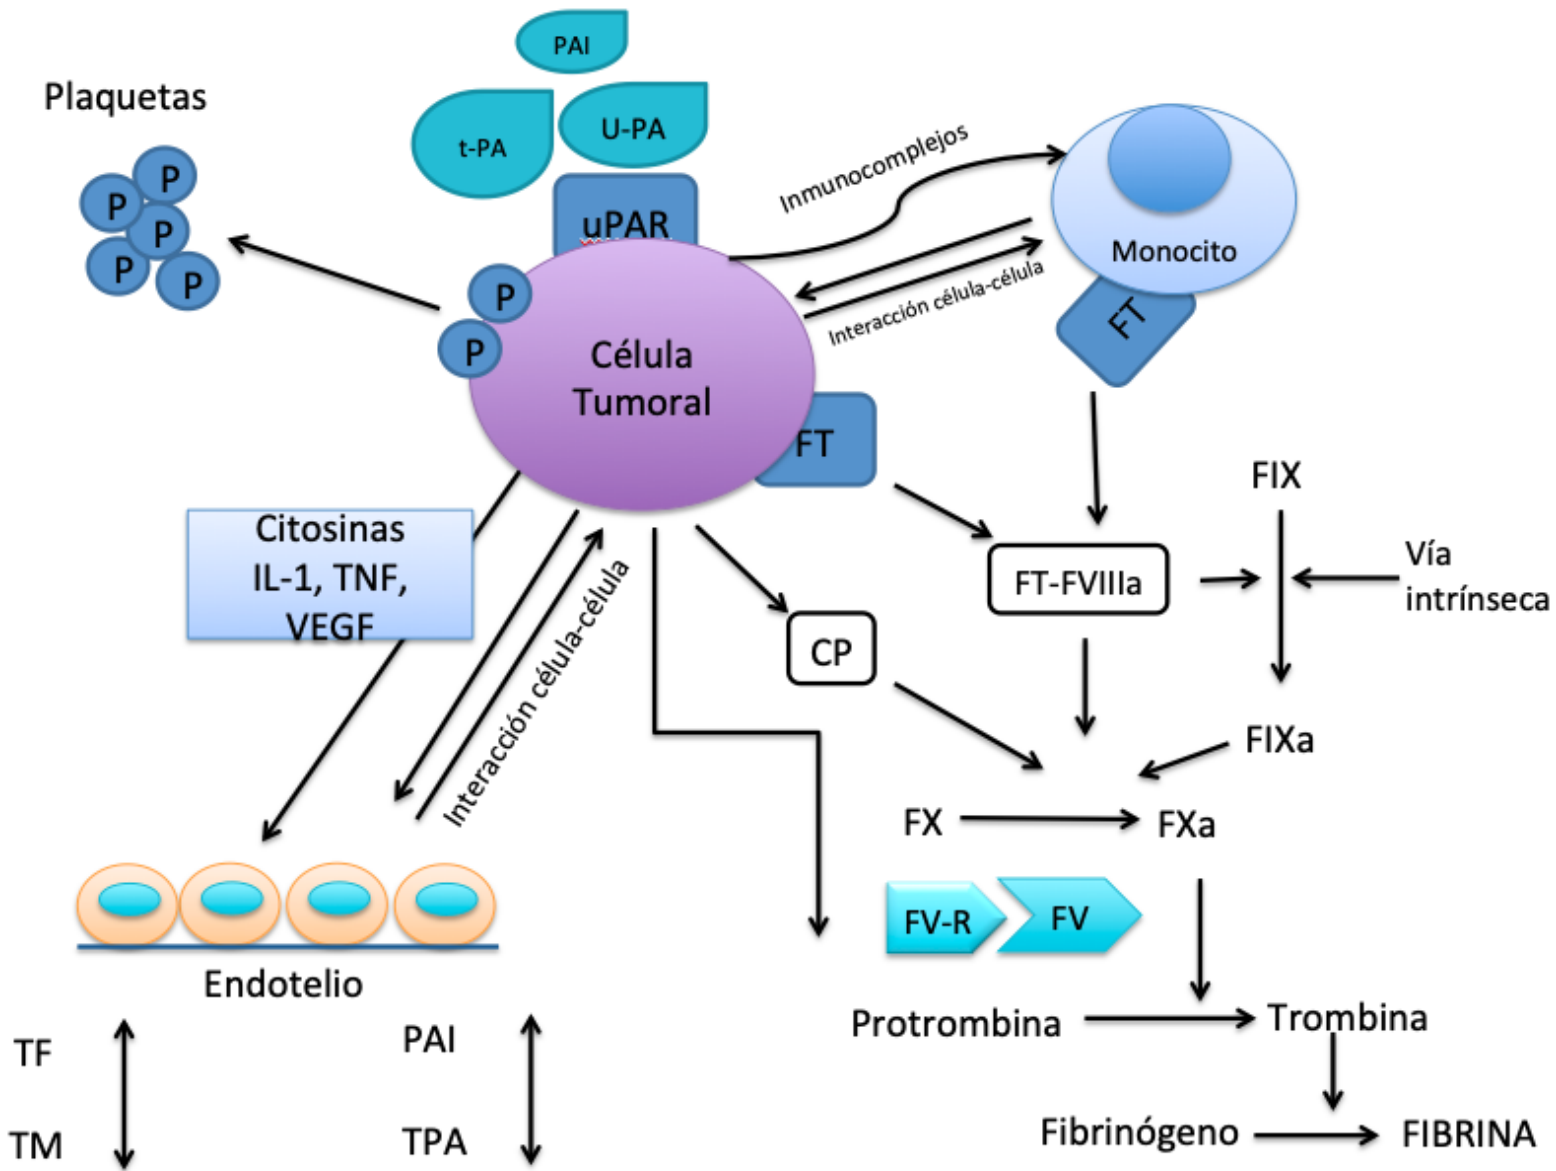 PAI
Plaquetas
t-PA
U-PA
uPAR
Inmunocomplejos
P
P
P
P
P
Monocito
Interacción célula-célula
FT
P
P
Célula
Tumoral
FT
FIX
Citosinas
IL-1, TNF,
VEGF
Interacción célula-célula
FT-FVIIIa
Vía
intrínseca
CP
FIXa
FX
FXa
FV-R
FV
Endotelio
Protrombina
Trombina
TF
PAI
TM
TPA
Fibrinógeno
FIBRINA